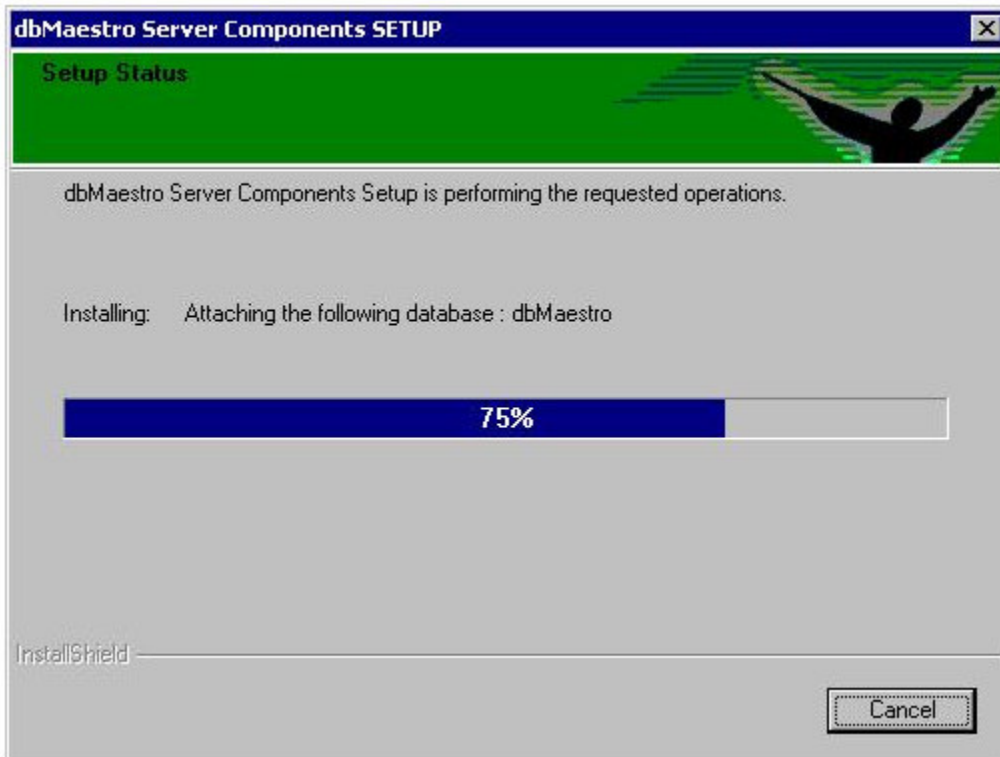 dbMaestro Server Components SETUP
Setup Status
dbMaestro Server Components Setup is performing the requested operations.
Installing: Attaching the following database : dbMaestro
75%
InstallShield
Cancel